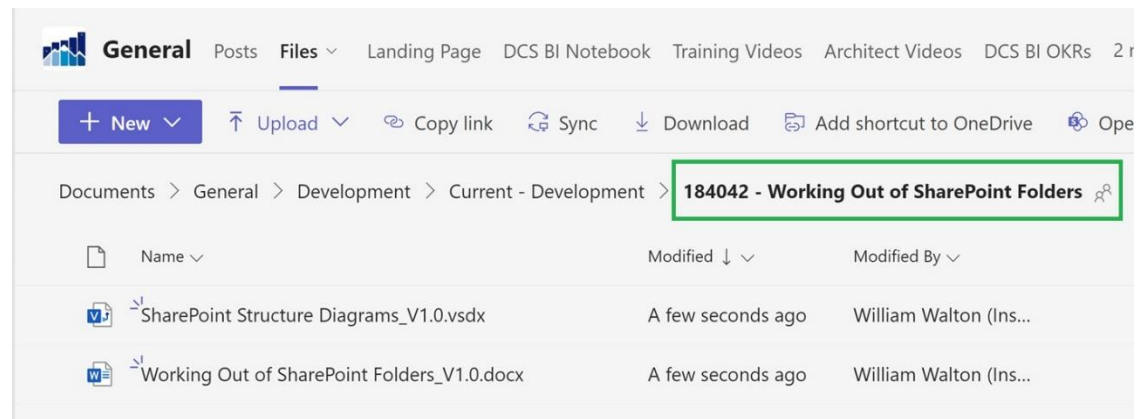 General Posts Files Landing Page DCS BI Notebook Training Videos Architect Videos DCS BI OKRs 2
+ New Upload Copy link Sync Download Add shortcut to OneDrive Ope
Documents > General > Development > Current - Development > 184042 - Working Out of SharePoint Folders
Name Modified ↓ Modified By
SharePoint Structure Diagrams_V1.0.vsdx A few seconds ago William Walton (Ins...
Working Out of SharePoint Folders_V1.0.docx A few seconds ago William Walton (Ins...